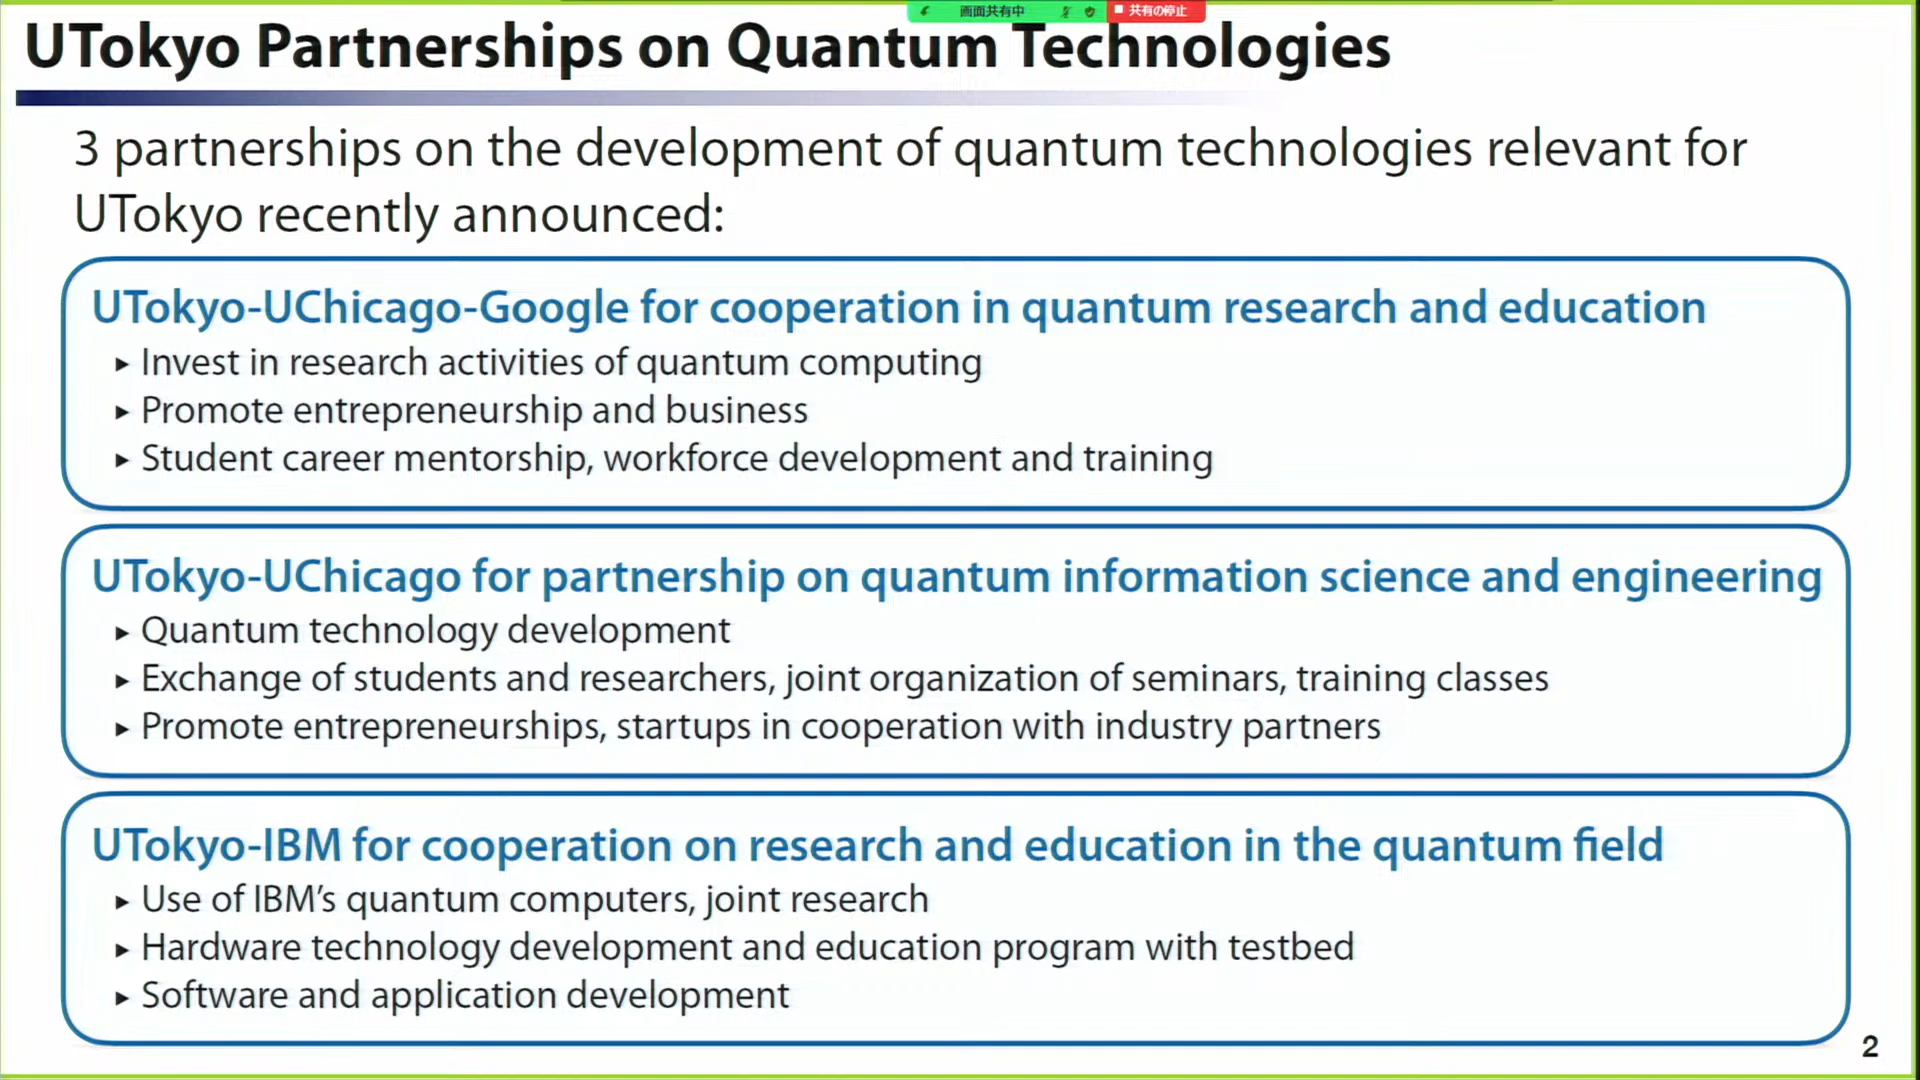 画面共有中
共有の停止
UTokyo Partnerships on Quantum Technologies
3 partnerships on the development of quantum technologies relevant for
UTokyo recently announced:
UTokyo-UChicago-Google for cooperation in quantum research and education
▸ Invest in research activities of quantum computing
▸ Promote entrepreneurship and business
▸ Student career mentorship, workforce development and training
UTokyo-UChicago for partnership on quantum information science and engineering
▸ Quantum technology development
▸ Exchange of students and researchers, joint organization of seminars, training classes
▸ Promote entrepreneurships, startups in cooperation with industry partners
UTokyo-IBM for cooperation on research and education in the quantum field
▸ Use of IBM’s quantum computers, joint research
▸ Hardware technology development and education program with testbed
▸ Software and application development
2